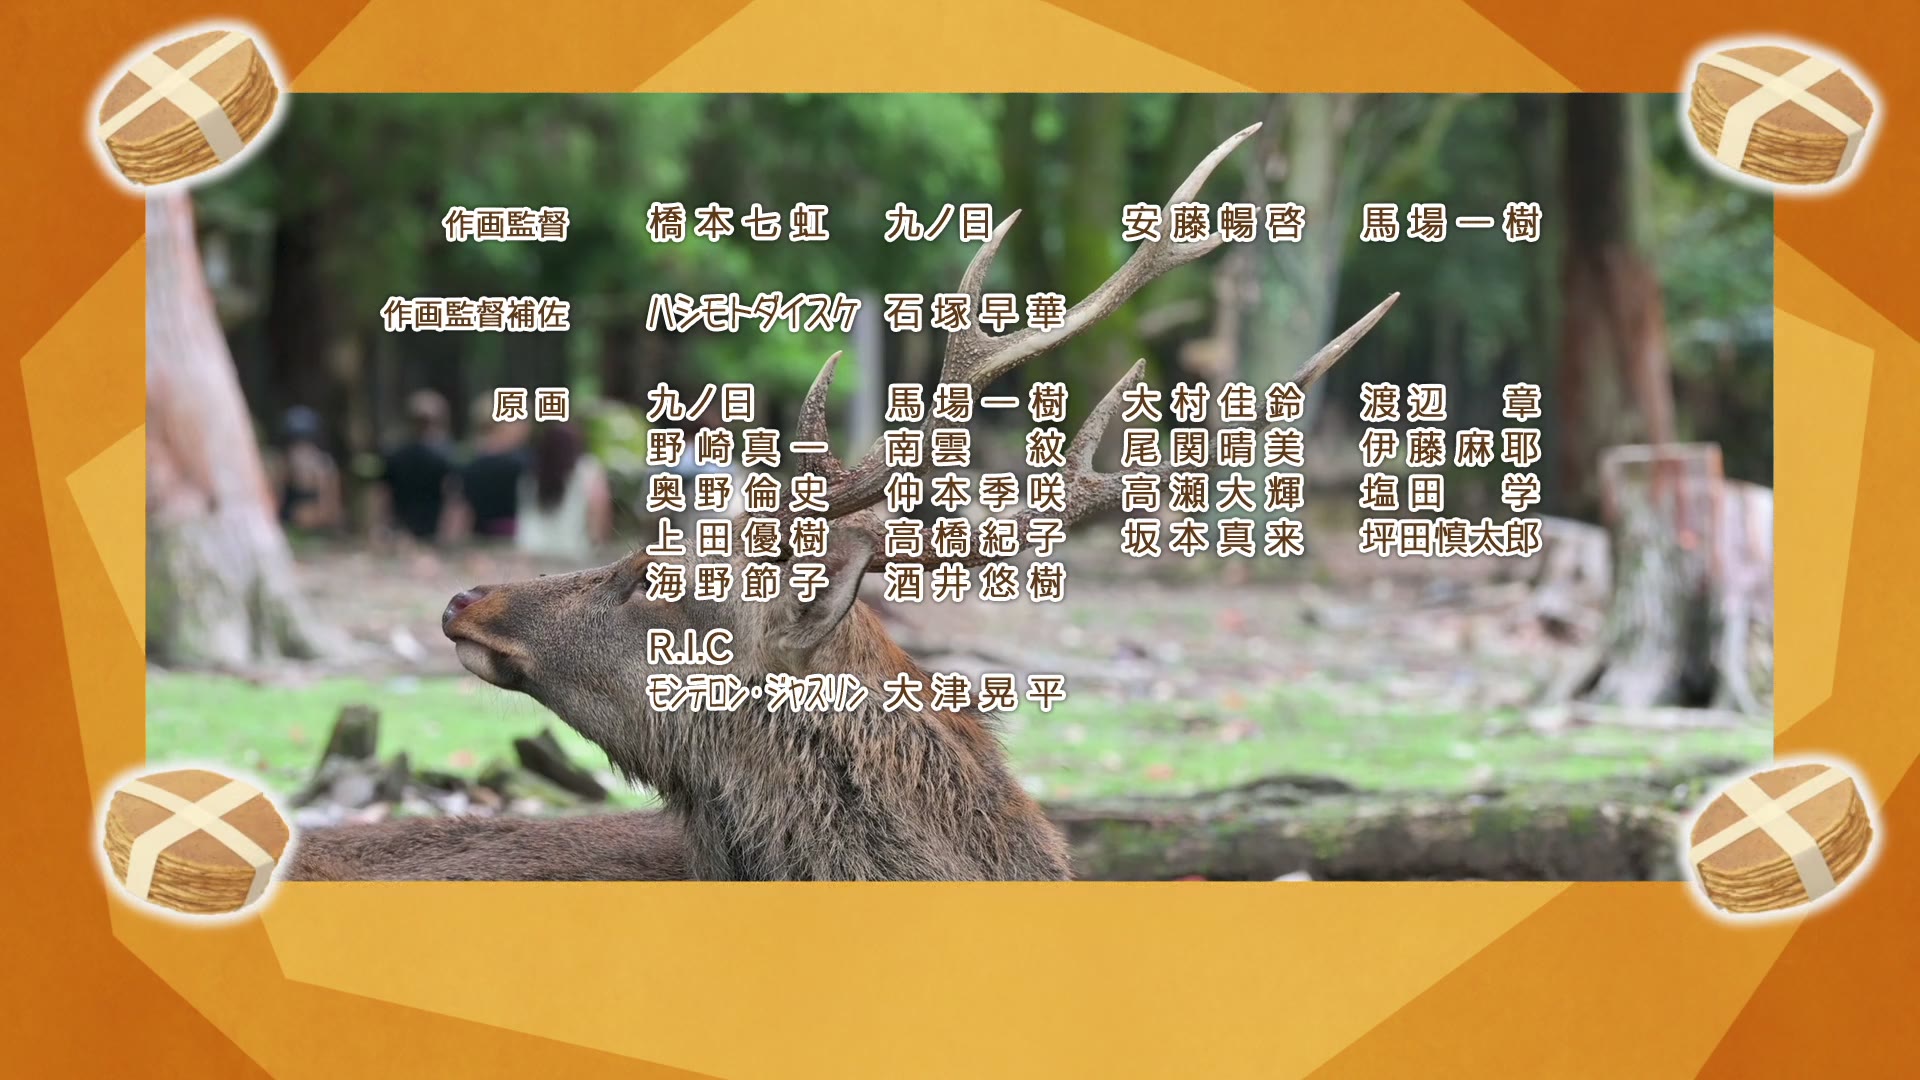 作画監督 橋本七虹 九ノ日 安藤暢啓 馬場一樹
作画監督補佐 ハシモトダイスケ 石塚早華
原画 九ノ日 馬場一樹 大村佳鈴 渡辺 章
野崎真一 南雲 紋 尾関晴美 伊藤麻耶
奥野倫史 仲本季咲 高瀬大輝 塩田 学
上田優樹 高橋紀子 坂本真来 坪田慎太郎
海野節子 酒井悠樹
R.I.C
モンテロン・ジャスリン 大津晃平